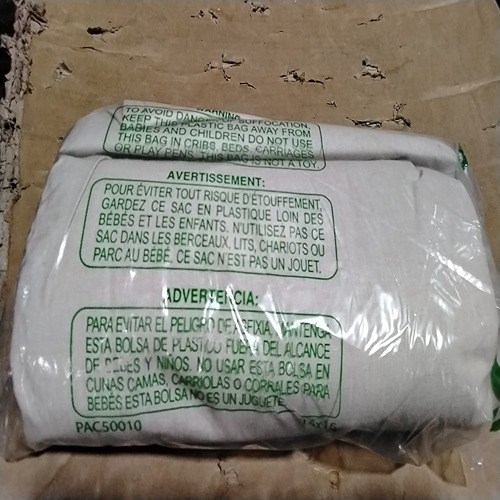 WARNING
TO AVOID DANGER OF SUFFOCATION,
KEEP THIS PLASTIC BAG AWAY FROM
BABIES AND CHILDREN DO NOT USE
THIS BAG IN CRIBS, BEDS, CARRIAGES
OR PLAY PENS. THIS BAG IS NOT A TOY.
AVERTISSEMENT:
POUR ÉVITER TOUT RISQUE D'ÉTOUFFEMENT,
GARDEZ CE SAC EN PLASTIQUE LOIN DES
BÉBÉS ET LES ENFANTS. N'UTILISEZ PAS CE
SAC DANS LES BERCEAUX, LITS, CHARIOTS OU
PARC AU BÉBÉ, CE SAC N'EST PAS UN JOUET.
ADVERTENCIA:
PARA EVITAR EL PELIGRO DE ASFIXIA, MANTENGA
ESTA BOLSA DE PLASTICO FUERA DEL ALCANCE
DE BEBES Y NIÑOS. NO USAR ESTA BOLSA EN
CUNAS CAMAS, CARRIOLAS O CORRALES PARA
BEBÉS ESTA BOLSA NO ES UN JUGUETE.
PAC50010